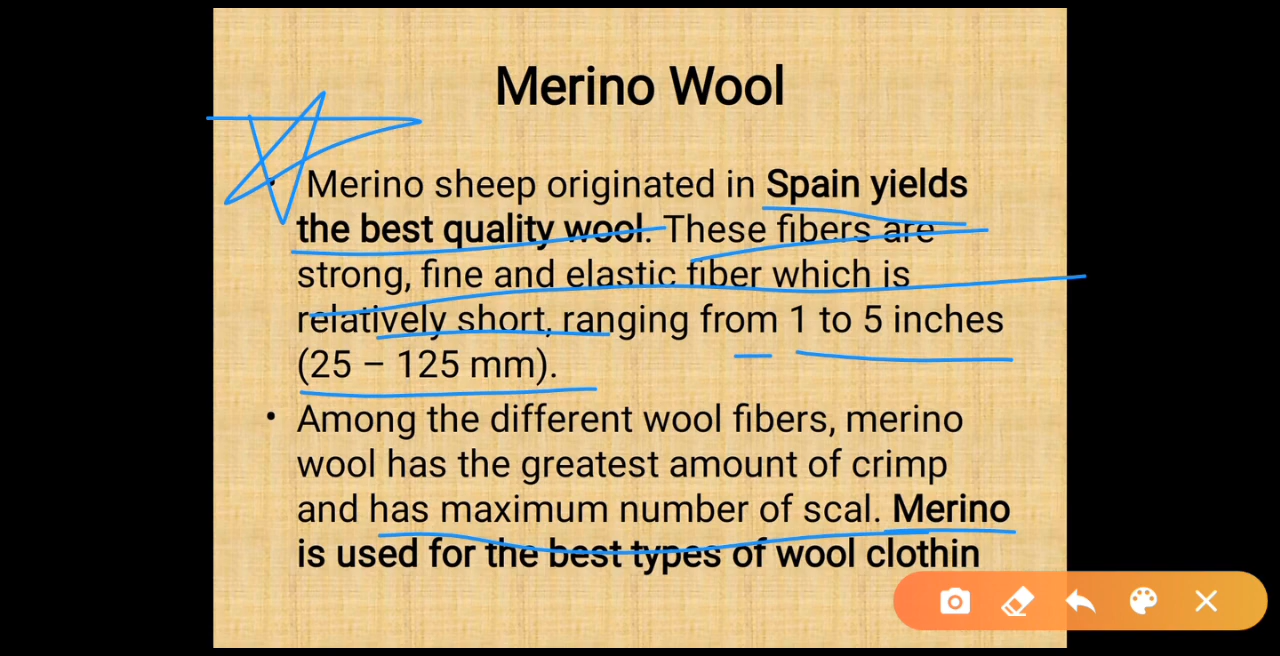 Merino Wool
• Merino sheep originated in Spain yields
the best quality wool. These fibers are
strong, fine and elastic fiber which is
relatively short, ranging from 1 to 5 inches
(25 – 125 mm).
• Among the different wool fibers, merino
wool has the greatest amount of crimp
and has maximum number of scal. Merino
is used for the best types of wool clothin